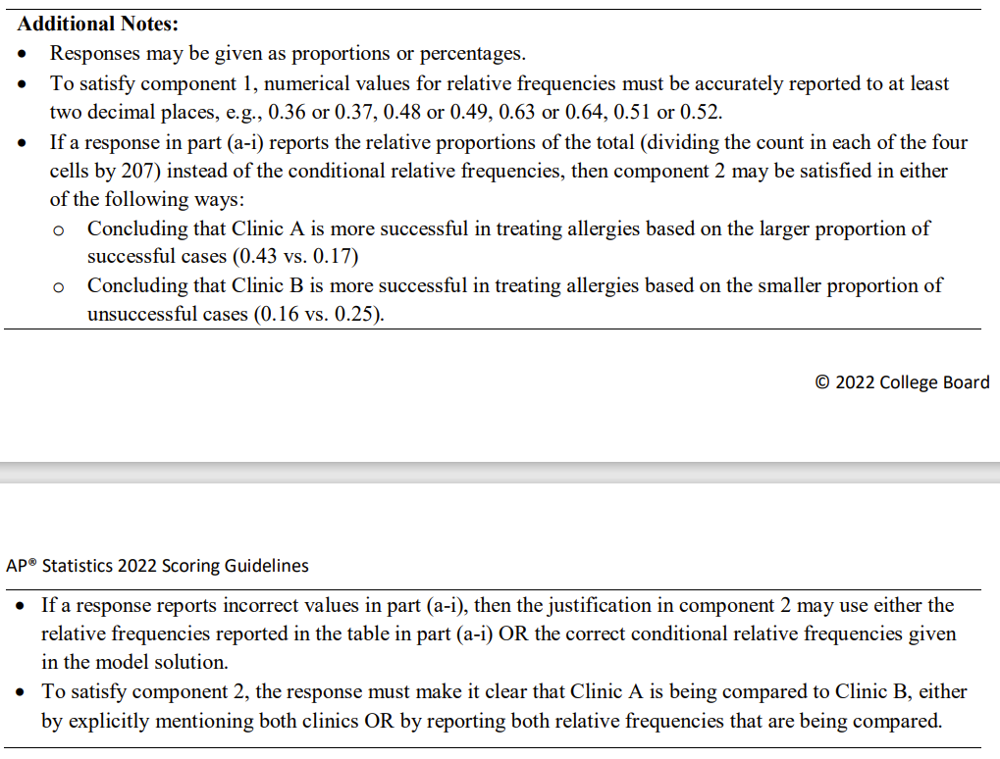 Additional Notes:
• Responses may be given as proportions or percentages.
• To satisfy component 1, numerical values for relative frequencies must be accurately reported to at least
two decimal places, e.g., 0.36 or 0.37, 0.48 or 0.49, 0.63 or 0.64, 0.51 or 0.52.
• If a response in part (a-i) reports the relative proportions of the total (dividing the count in each of the four
cells by 207) instead of the conditional relative frequencies, then component 2 may be satisfied in either
of the following ways:
o Concluding that Clinic A is more successful in treating allergies based on the larger proportion of
successful cases (0.43 vs. 0.17)
o Concluding that Clinic B is more successful in treating allergies based on the smaller proportion of
unsuccessful cases (0.16 vs. 0.25).
© 2022 College Board
AP® Statistics 2022 Scoring Guidelines
• If a response reports incorrect values in part (a-i), then the justification in component 2 may use either the
relative frequencies reported in the table in part (a-i) OR the correct conditional relative frequencies given
in the model solution.
• To satisfy component 2, the response must make it clear that Clinic A is being compared to Clinic B, either
by explicitly mentioning both clinics OR by reporting both relative frequencies that are being compared.